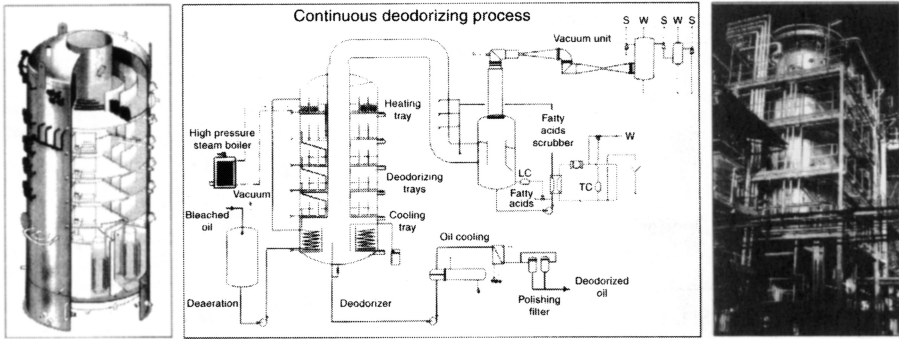 Continuous deodorizing process
S W S W
Vacuum unit
Heating
tray
High pressure
steam boiler
Fatty
acids
scrubber
W
Deodorizing
trays
LC
TC
Vacuum
Fatty
acids
Bleached
oil
Cooling
tray
Oil cooling
Deodorized
oil
Deaeration
Deodorizer
Polishing
filter